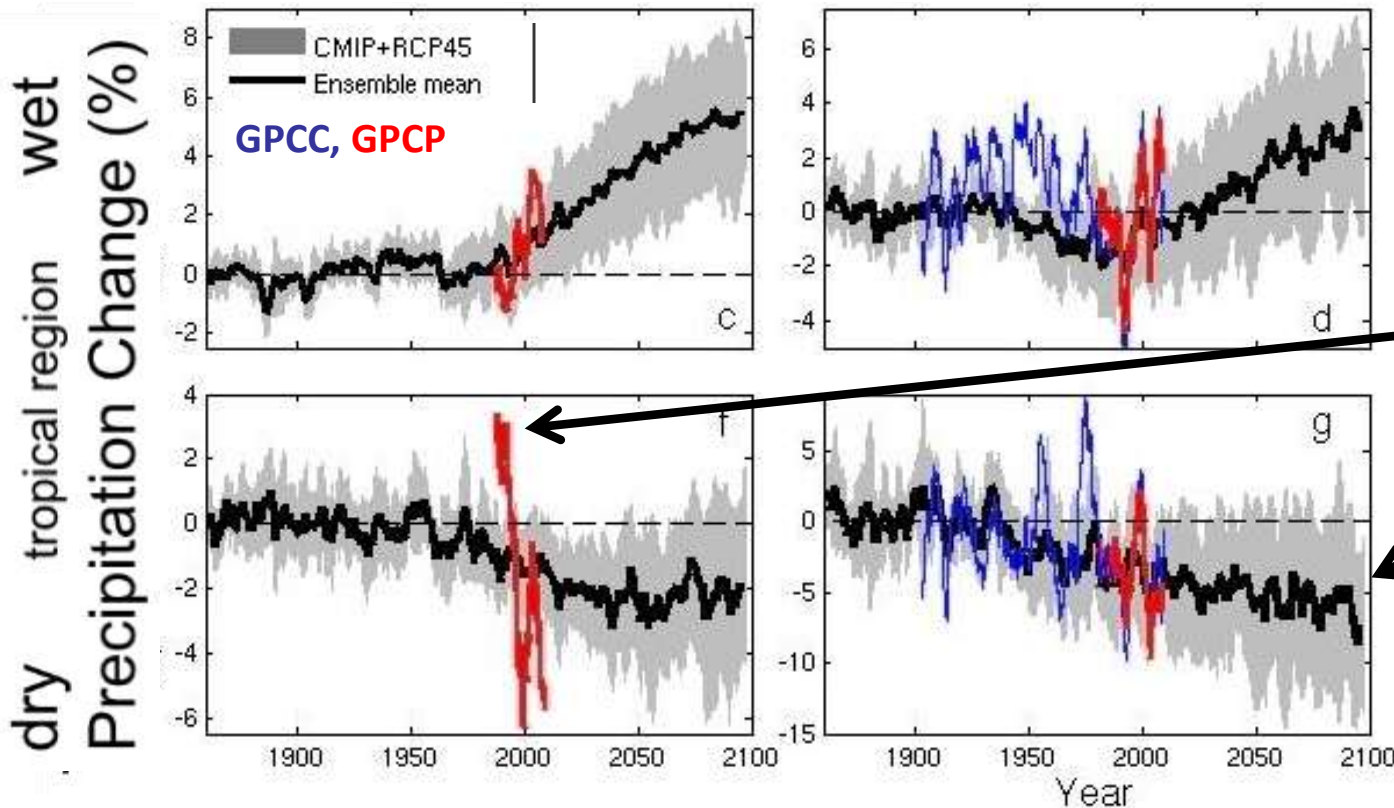 dry tropical region wet
Precipitation Change (%)
8
6
4
2
0
-2
CMIP+RCP45
Ensemble mean
GPCC, GPCP
c
6
4
2
0
-2
-4
d
4
2
0
-2
-4
-6
f
1900 1950 2000 2050 2100
5
0
-5
-10
-15
g
1900 1950 2000 2050 2100
Year